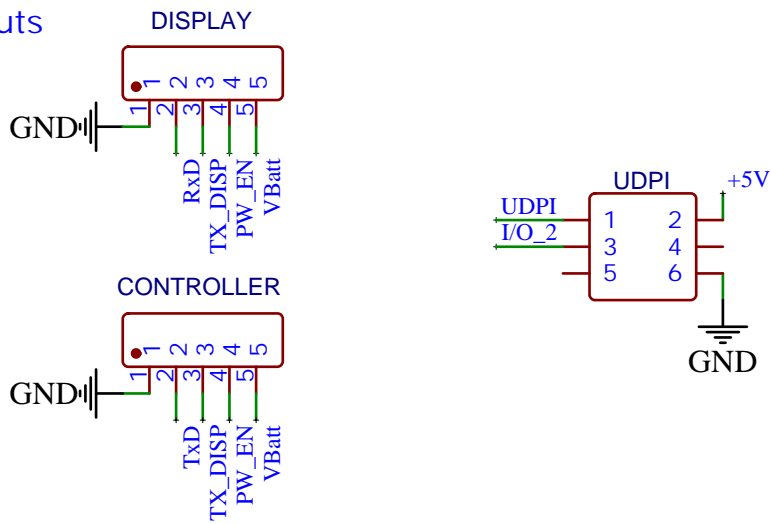 uts
DISPLAY
1 2 3 4 5
1 2 3 4 5
GND
RxD
TX_DISP
PW_EN
VBatt
CONTROLLER
1 2 3 4 5
1 2 3 4 5
GND
TxD
TX_DISP
PW_EN
VBatt
UDPI
+5V
UDPI 1 2
I/O_2 3 4
5 6
GND